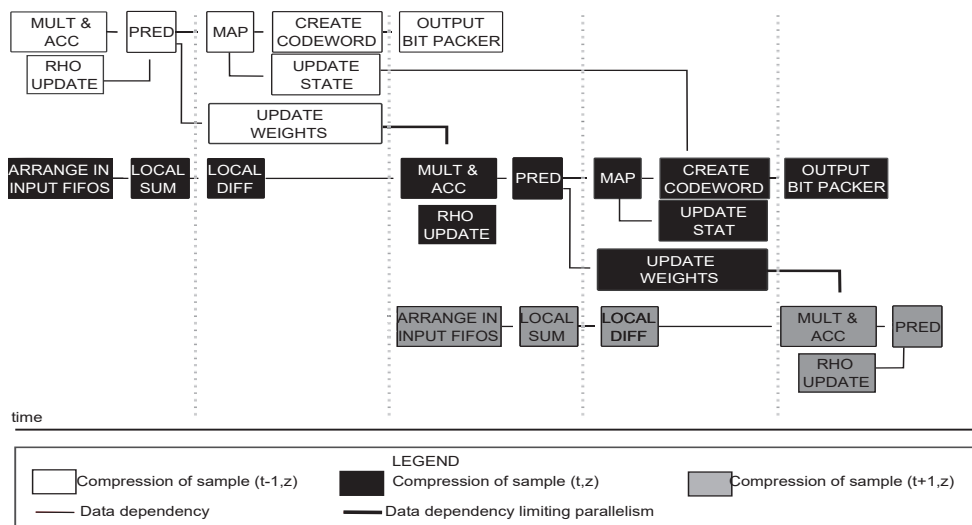 MULT &
ACC
PRED
MAP
CREATE
CODEWORD
OUTPUT
BIT PACKER
RHO
UPDATE
UPDATE
STATE
UPDATE
WEIGHTS
ARRANGE IN
INPUT FIFOS
LOCAL
SUM
LOCAL
DIFF
MULT &
ACC
PRED
MAP
CREATE
CODEWORD
OUTPUT
BIT PACKER
RHO
UPDATE
UPDATE
STAT
UPDATE
WEIGHTS
ARRANGE IN
INPUT FIFOS
LOCAL
SUM
LOCAL
DIFF
MULT &
ACC
PRED
RHO
UPDATE
time
LEGEND
Compression of sample (t-1,z)
Compression of sample (t,z)
Compression of sample (t+1,z)
Data dependency
Data dependency limiting parallelism